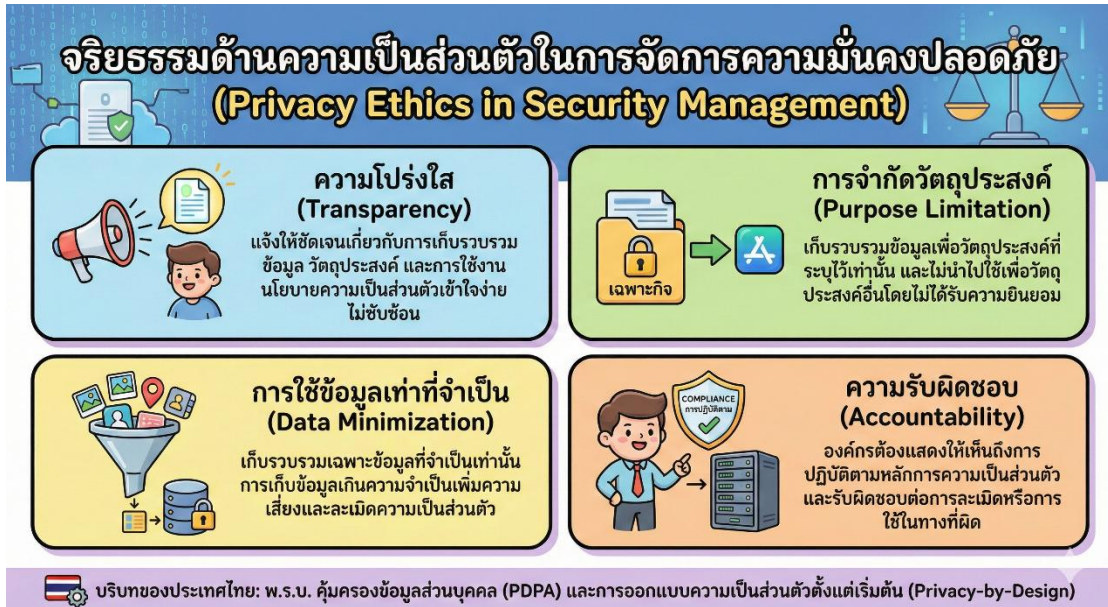 จริยธรรมด้านความเป็นส่วนตัวในการจัดการความมั่นคงปลอดภัย
(Privacy Ethics in Security Management)
ความโปร่งใส
(Transparency)
แจ้งให้ชัดเจนเกี่ยวกับการเก็บรวบรวม
ข้อมูล วัตถุประสงค์ และการใช้งาน
นโยบายความเป็นส่วนตัวเข้าใจง่าย
ไม่ซับซ้อน
การจำกัดวัตถุประสงค์
(Purpose Limitation)
เก็บรวบรวมข้อมูลเพื่อวัตถุประสงค์ที่
ระบุไว้เท่านั้น และไม่นำไปใช้เพื่อวัตถุ
ประสงค์อื่นโดยไม่ได้รับความยินยอม
เฉพาะกิจ
การใช้ข้อมูลเท่าที่จำเป็น
(Data Minimization)
เก็บรวบรวมเฉพาะข้อมูลที่จำเป็นเท่านั้น
การเก็บข้อมูลเกินความจำเป็นเพิ่มความ
เสี่ยงและละเมิดความเป็นส่วนตัว
ความรับผิดชอบ
(Accountability)
COMPLIANCE
การปฏิบัติตาม
องค์กรต้องแสดงให้เห็นถึงการ
ปฏิบัติตามหลักการความเป็นส่วนตัว
และรับผิดชอบต่อการละเมิดหรือการ
ใช้ในทางที่ผิด
บริบทของประเทศไทย: พ.ร.บ. คุ้มครองข้อมูลส่วนบุคคล (PDPA) และการออกแบบความเป็นส่วนตัวตั้งแต่เริ่มต้น (Privacy-by-Design)